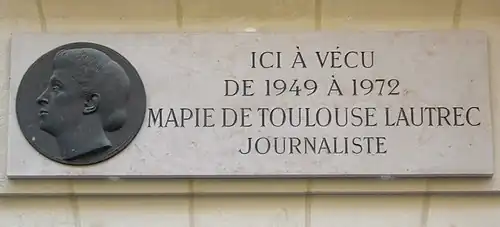 ICI À VÉCU
DE 1949 À 1972
MAPIE DE TOULOUSE LAUTREC
JOURNALISTE